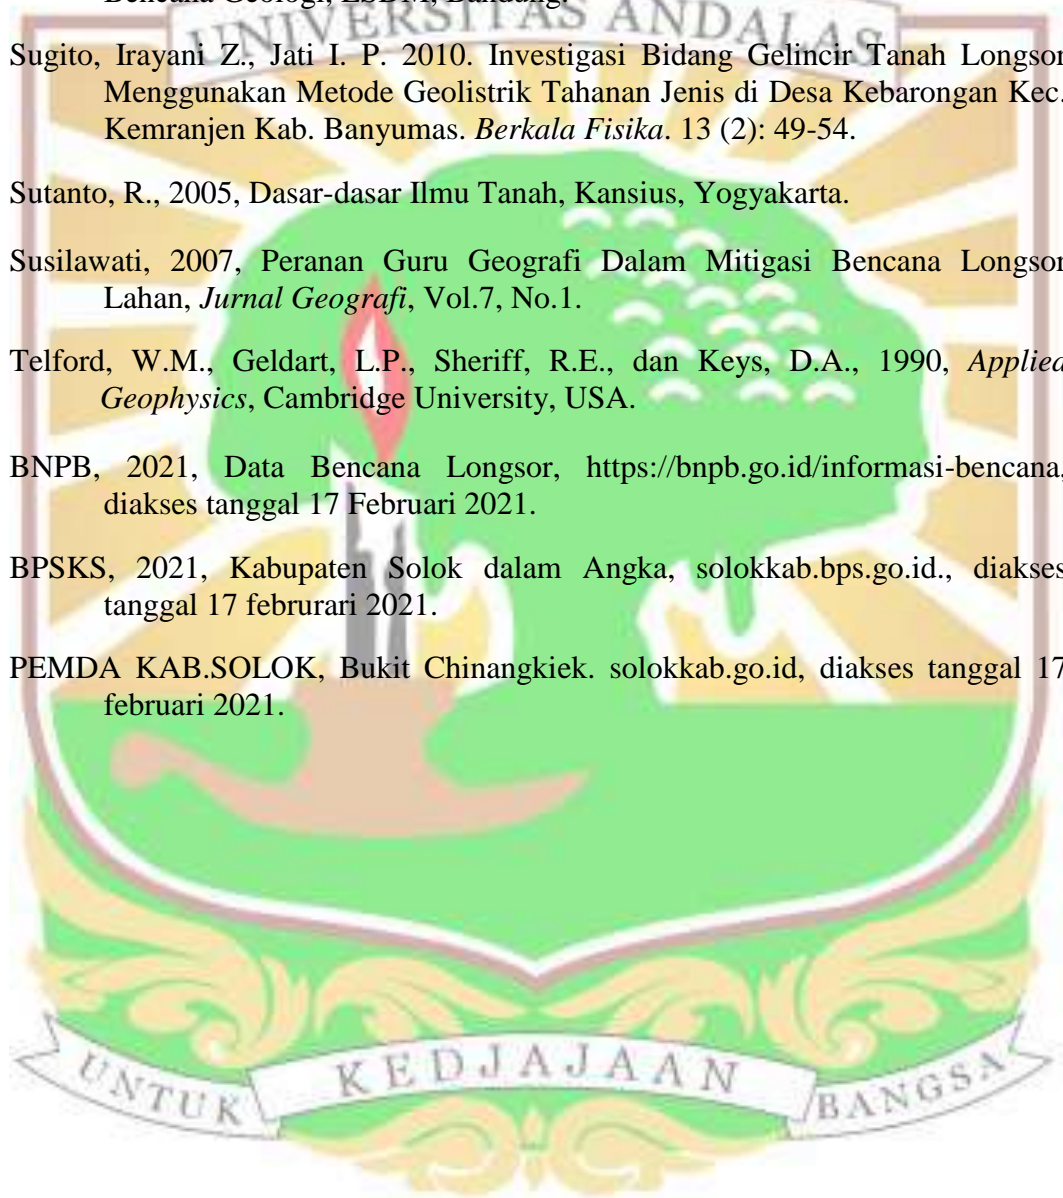 Bencana Geologi, ESDM, Bandung.
UNIVERSITAS ANDALAS
Sugito, Irayani Z., Jati I. P. 2010. Investigasi Bidang Gelincir Tanah Longsor
Menggunakan Metode Geolistrik Tahanan Jenis di Desa Kebarongan Kec.
Kemranjen Kab. Banyumas. Berkala Fisika. 13 (2): 49-54.
Sutanto, R., 2005, Dasar-dasar Ilmu Tanah, Kansius, Yogyakarta.
Susilawati, 2007, Peranan Guru Geografi Dalam Mitigasi Bencana Longsor
Lahan, Jurnal Geografi, Vol.7, No.1.
Telford, W.M., Geldart, L.P., Sheriff, R.E., dan Keys, D.A., 1990, Applied
Geophysics, Cambridge University, USA.
BNPB, 2021, Data Bencana Longsor, https://bnpb.go.id/informasi-bencana,
diakses tanggal 17 Februari 2021.
BPSKS, 2021, Kabupaten Solok dalam Angka, solokkab.bps.go.id., diakses
tanggal 17 februrari 2021.
PEMDA KAB.SOLOK, Bukit Chinangkiek. solokkab.go.id, diakses tanggal 17
februari 2021.
UNTUK KEDJAJAAN BANGSA